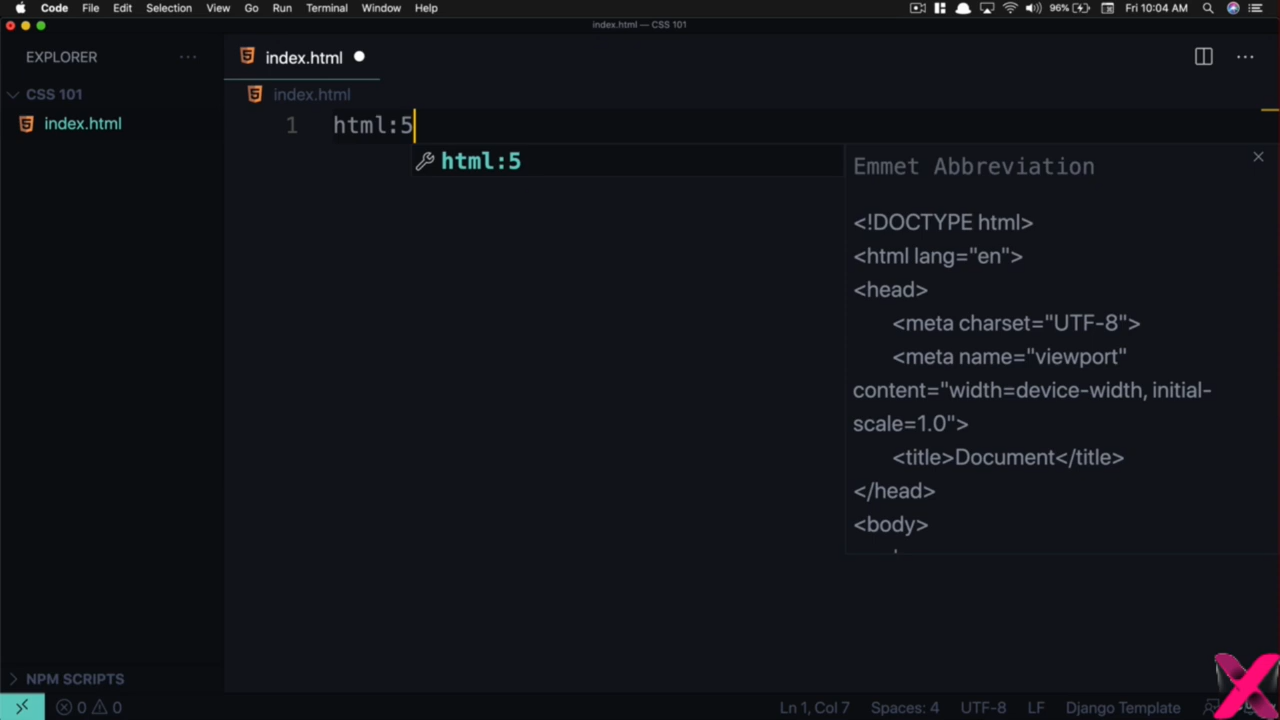 Code File Edit Selection View Go Run Terminal Window Help 96% Fri 10:04 AM
index.html — CSS 101
EXPLORER
index.html
CSS 101
index.html
index.html
1 html:5
html:5
Emmet Abbreviation
<!DOCTYPE html>
<html lang="en">
<head>
<meta charset="UTF-8">
<meta name="viewport"
content="width=device-width, initial-
scale=1.0">
<title>Document</title>
</head>
<body>
NPM SCRIPTS
0 0 Ln 1, Col 7 Spaces: 4 UTF-8 LF Django Template